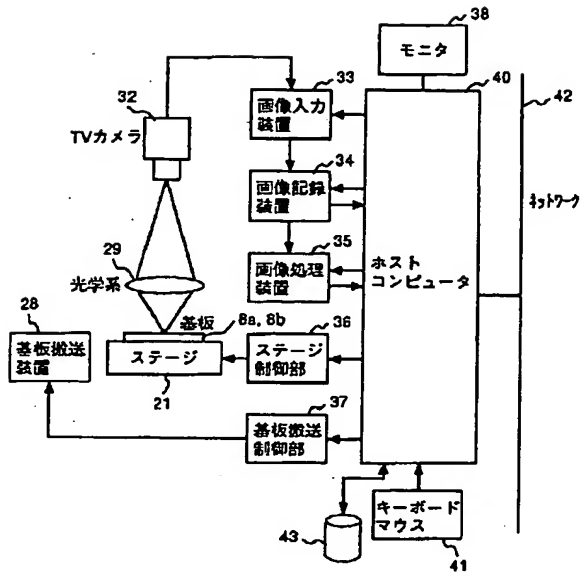 38
モニタ
40
33
42
32
TVカメラ
画像入力
装置
34
画像記録
装置
ネットワーク
29
35
光学系
画像処理
装置
ホスト
コンピュータ
28
基板
8a, 8b
36
基板搬送
装置
ステージ
ステージ
制御部
21
37
基板搬送
制御部
キーボード
マウス
43
41